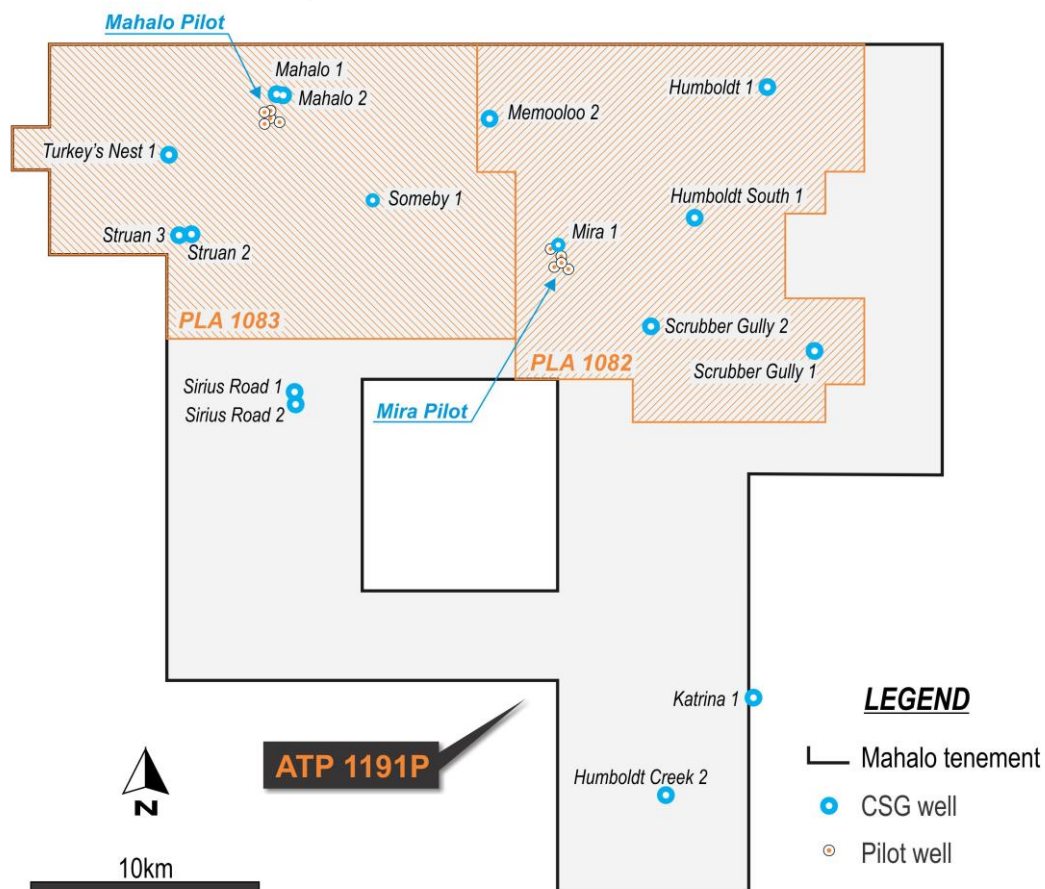 Mahalo Pilot
Mahalo 1
Mahalo 2
Humboldt 1
Memooloo 2
Turkey's Nest 1
Someby 1
Humboldt South 1
Struan 3
Struan 2
Mira 1
PLA 1083
Scrubber Gully 2
PLA 1082
Scrubber Gully 1
Sirius Road 1
Sirius Road 2
Mira Pilot
Katrina 1
LEGEND
ATP 1191P
Mahalo tenement
Humboldt Creek 2
N
CSG well
Pilot well
10km